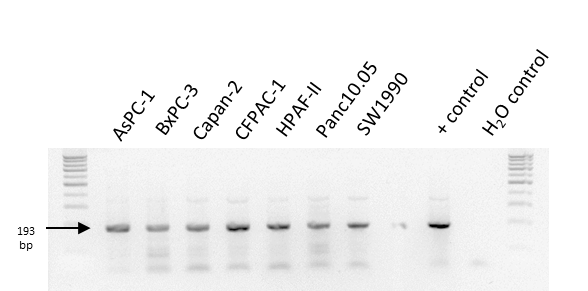 AsPC-1
BxPC-3
Capan-2
CFPAC-1
HPAF-II
Panc10.05
SW1990
+ control
H₂O control
193
bp